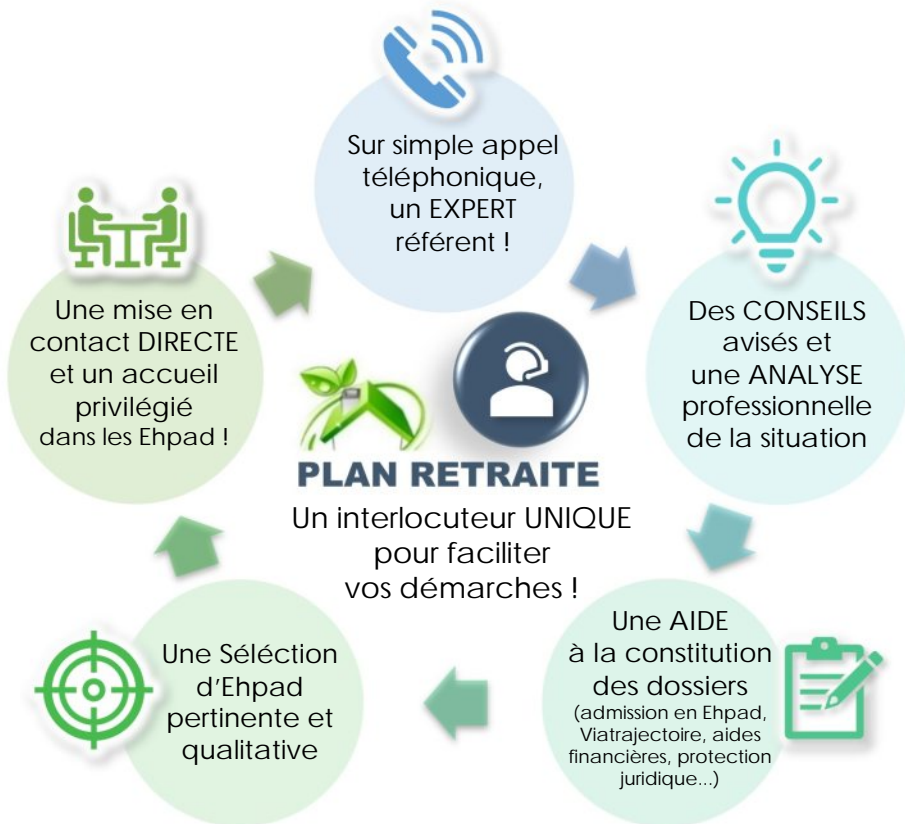 Sur simple appel
téléphonique,
un EXPERT
référent !
Des CONSEILS
avisés et
une ANALYSE
professionnelle
de la situation
Une AIDE
à la constitution
des dossiers
(admission en Ehpad,
Viatrajectoire, aides
financières, protection
juridique...)
Une Séléction
d'Ehpad
pertinente et
qualitative
Une mise en
contact DIRECTE
et un accueil
privilégié
dans les Ehpad !
PLAN RETRAITE
Un interlocuteur UNIQUE
pour faciliter
vos démarches !